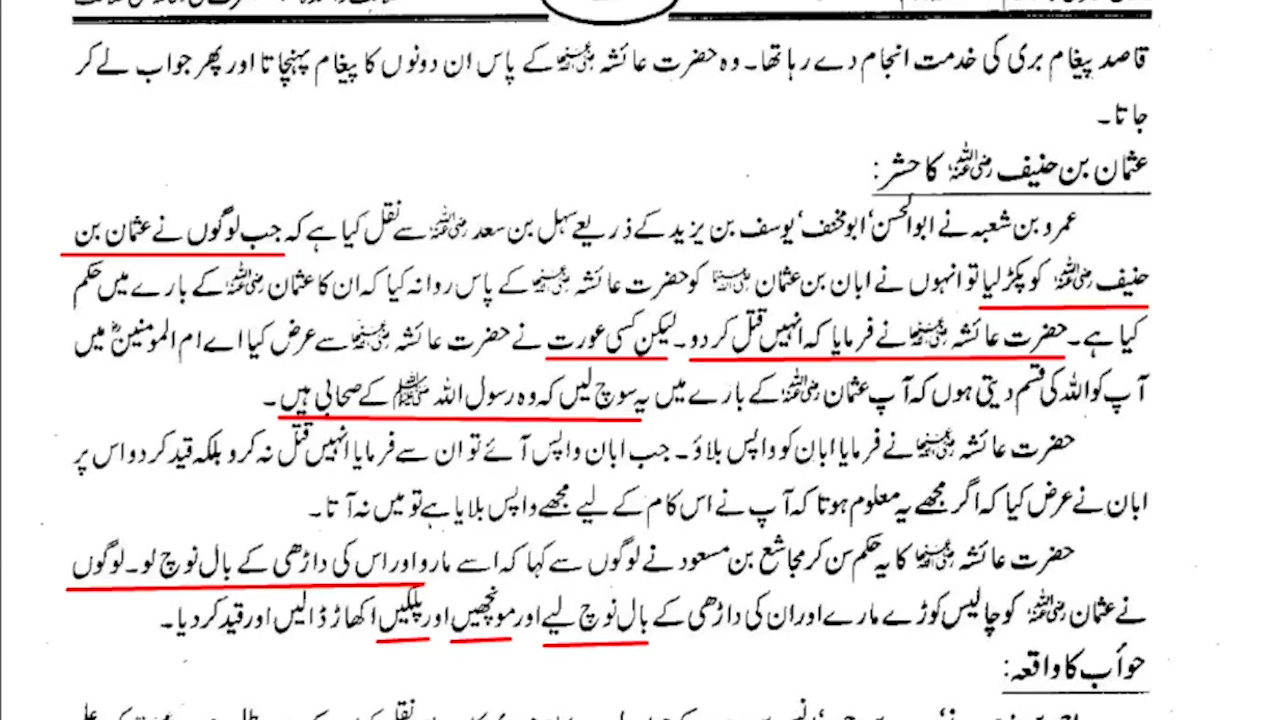 قاصد پیغام بری کی خدمت انجام دے رہا تھا۔ وہ حضرت عائشہ رضی اللہ عنہا کے پاس ان دونوں کا پیغام پہنچاتا اور پھر جواب لے کر
جاتا۔
عثمان بن حنیف رضی اللہ عنہ کا حشر:
عمرو بن شعبہ نے ابوالحسن، ابو مخنف، یوسف بن یزید کے ذریعے سہل بن سعد رضی اللہ عنہ سے نقل کیا ہے کہ جب لوگوں نے عثمان بن
حنیف رضی اللہ عنہ کو پکڑ لیا تو انہوں نے ابان بن عثمان رضی اللہ عنہما کو حضرت عائشہ رضی اللہ عنہا کے پاس روانہ کیا کہ ان کا عثمان رضی اللہ عنہ کے بارے میں حکم
کیا ہے۔ حضرت عائشہ رضی اللہ عنہا نے فرمایا کہ انہیں قتل کر دو۔ لیکن کسی عورت نے حضرت عائشہ رضی اللہ عنہا سے عرض کیا اے ام المومنینؓ میں
آپ کو اللہ کی قسم دیتی ہوں کہ آپ عثمان رضی اللہ عنہ کے بارے میں یہ سوچ لیں کہ وہ رسول اللہ ﷺ کے صحابی ہیں۔
حضرت عائشہ رضی اللہ عنہا نے فرمایا ابان کو واپس بلاؤ۔ جب ابان واپس آئے تو ان سے فرمایا انہیں قتل نہ کرو بلکہ قید کر دو اس پر
ابان نے عرض کیا کہ اگر مجھے یہ معلوم ہوتا کہ آپ نے اس کام کے لیے مجھے واپس بلایا ہے تو میں نہ آتا۔
حضرت عائشہ رضی اللہ عنہا کا یہ حکم سن کر مجاشع بن مسعود نے لوگوں سے کہا کہ اسے مارو اور اس کی داڑھی کے بال نوچ لو۔ لوگوں
نے عثمان رضی اللہ عنہ کو چالیس کوڑے مارے اور ان کی داڑھی کے بال نوچ لیے اور مونچھیں اور پلکیں اکھاڑ ڈالیں اور قید کر دیا۔
حوأب کا واقعہ: